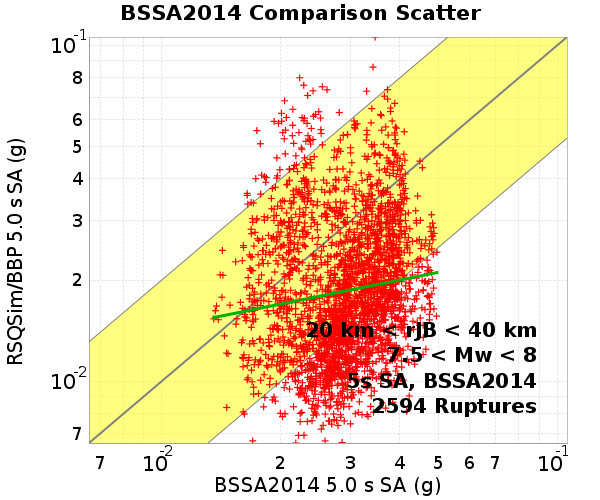 BSSA2014 Comparison Scatter
RSQSim/BBP 5.0 s SA (g)
10-1
8
6
5
4
3
2
10-2
7
20 km < rJB < 40 km
7.5 < Mw < 8
5s SA, BSSA2014
2594 Ruptures
7 10-2 2 3 4 5 6 7 10-1
BSSA2014 5.0 s SA (g)